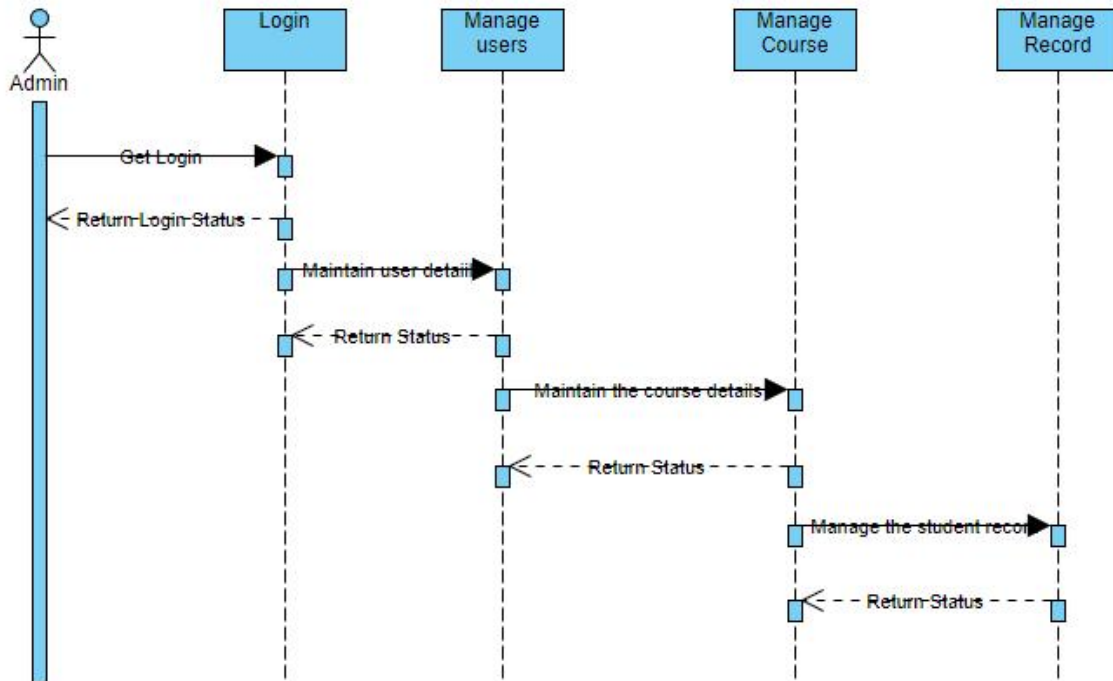 Login
Manage
users
Manage
Course
Manage
Record
Admin
Get Login
Return Login Status
Maintain user detail
Return Status
Maintain the course details
Return Status
Manage the student recor
Return Status